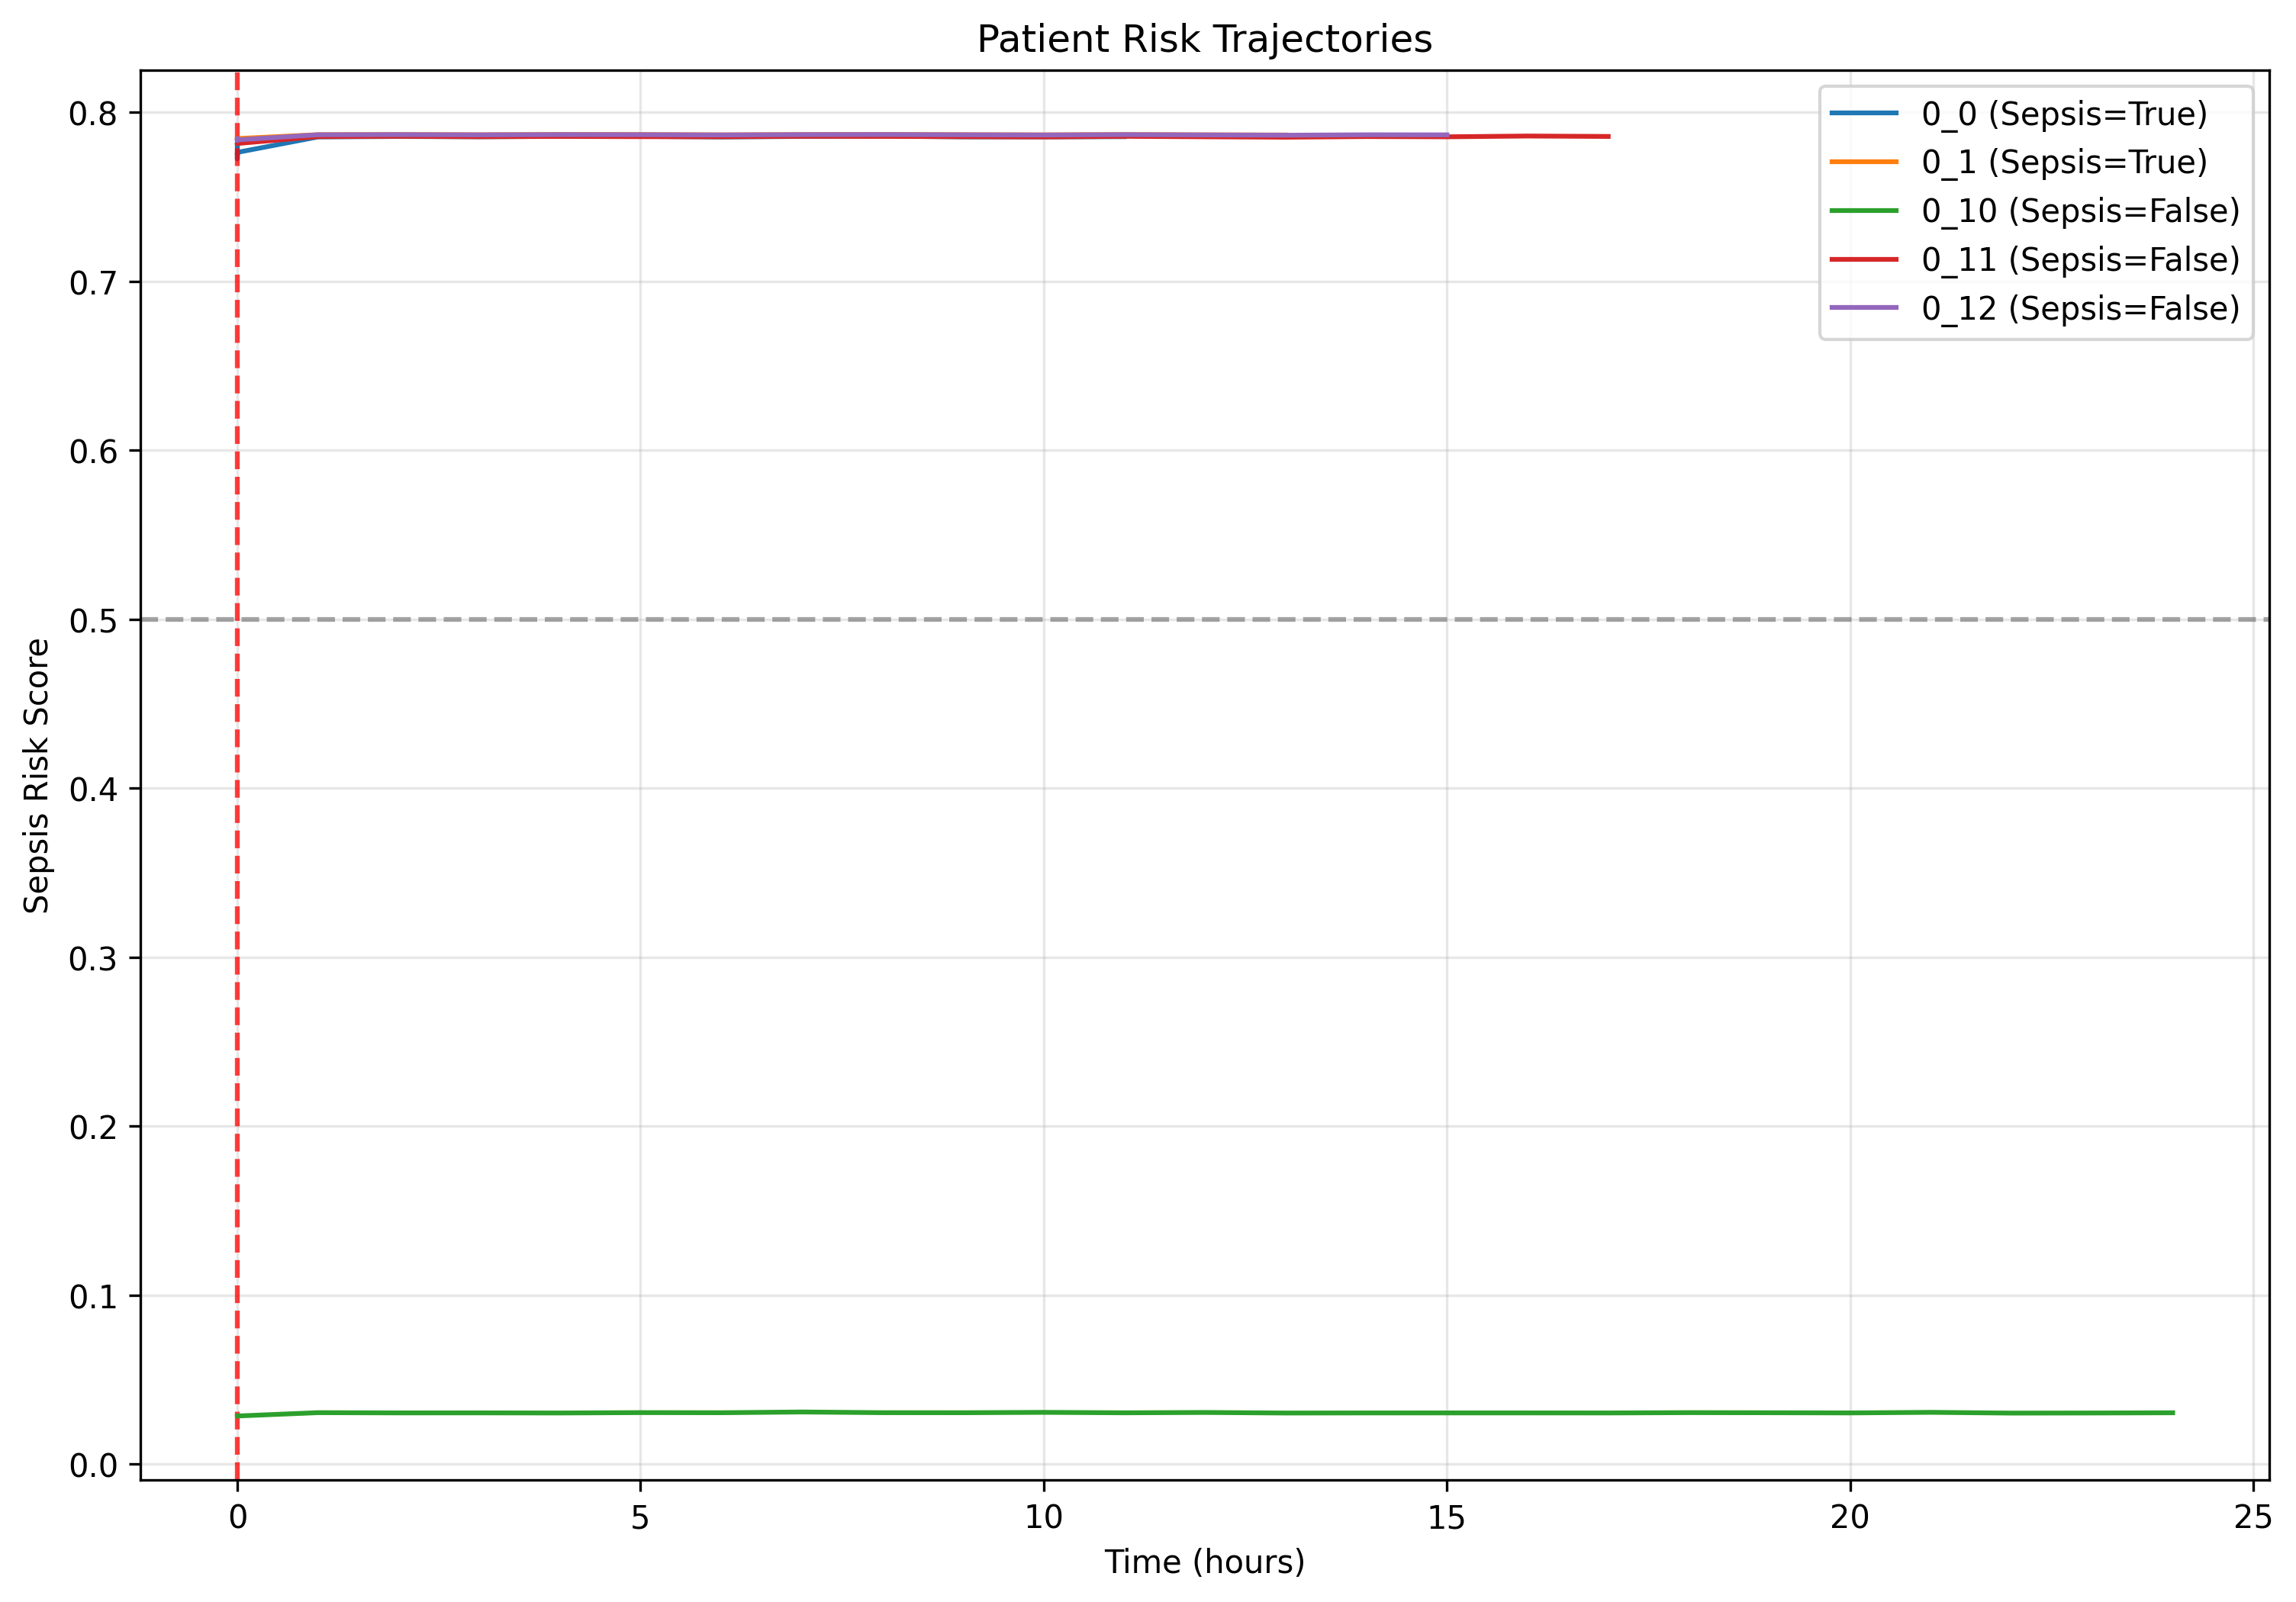 Patient Risk Trajectories
0_0 (Sepsis=True)
0_1 (Sepsis=True)
0_10 (Sepsis=False)
0_11 (Sepsis=False)
0_12 (Sepsis=False)
Sepsis Risk Score
0.8
0.7
0.6
0.5
0.4
0.3
0.2
0.1
0.0
0 5 10 15 20 25
Time (hours)